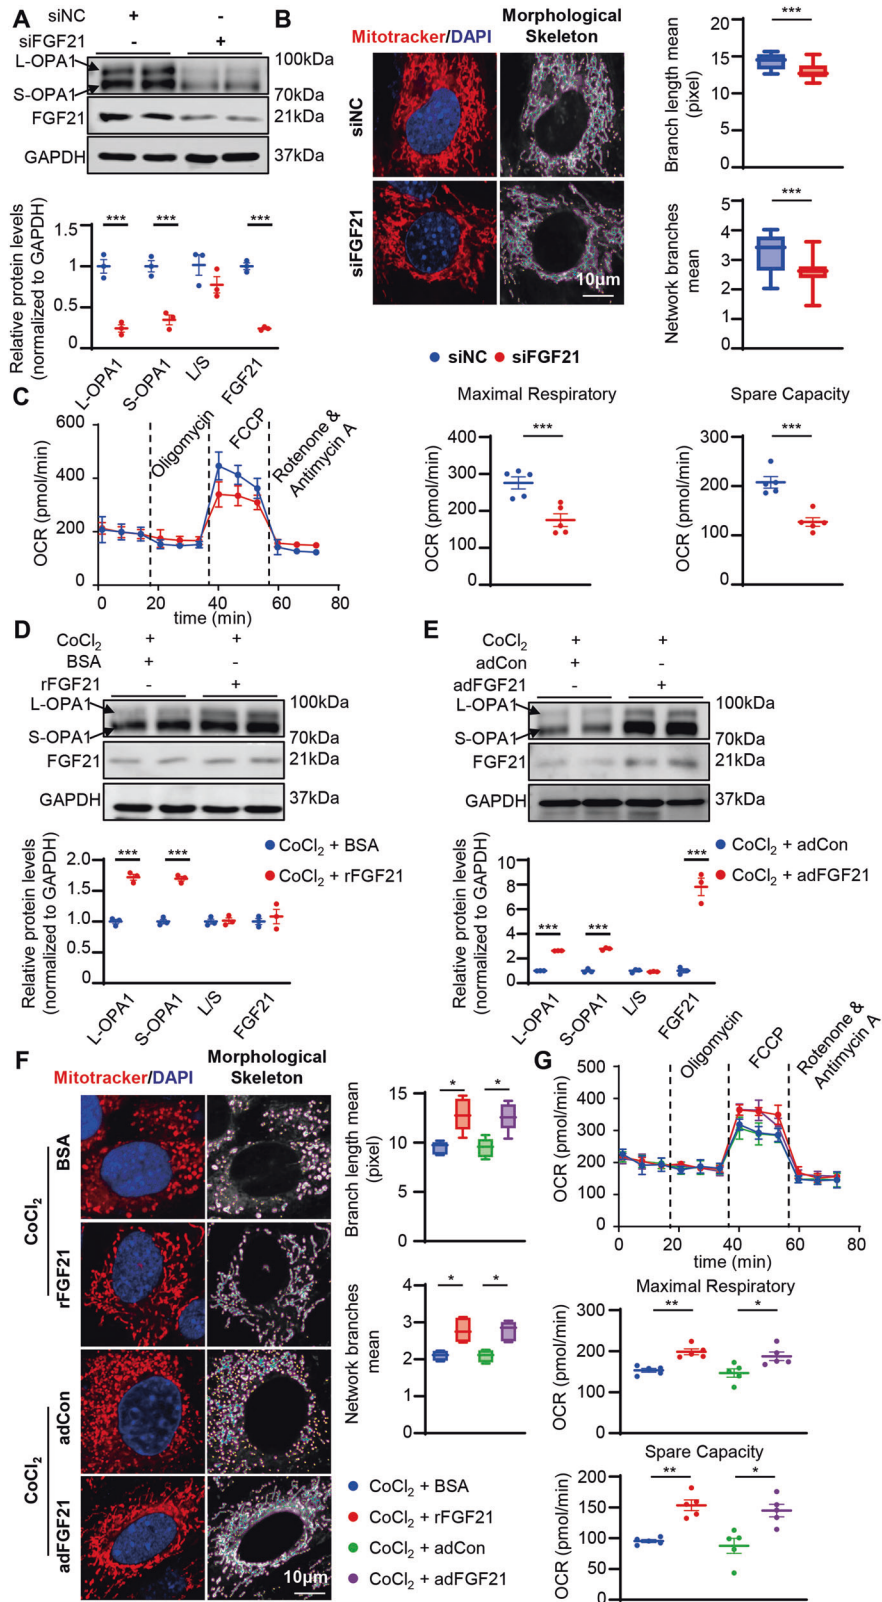 A
siNC + -
siFGF21 - +
L-OPA1
S-OPA1
100kDa
70kDa
FGF21
21kDa
GAPDH
37kDa
Relative protein levels
(normalized to GAPDH)
1.5
1
0.5
0
***
***
***
L-OPA1
S-OPA1
L/S
FGF21
B
Mitotracker/DAPI
Morphological
Skeleton
siNC
siFGF21
10μm
Branch length mean
(pixel)
20
15
10
5
0
***
Network branches
mean
5
4
3
2
1
0
***
siNC siFGF21
C
OCR (pmol/min)
600
400
200
0
0 20 40 60 80
time (min)
Oligomycin
FCCP
Rotenone &
Antimycin A
Maximal Respiratory
OCR (pmol/min)
400
300
200
100
0
***
Spare Capacity
OCR (pmol/min)
300
200
100
0
***
D
CoCl2 + +
BSA + -
rFGF21 - +
L-OPA1
S-OPA1
100kDa
70kDa
FGF21
21kDa
GAPDH
37kDa
Relative protein levels
(normalized to GAPDH)
2.0
1.5
1.0
0.5
0
***
***
CoCl2 + BSA
CoCl2 + rFGF21
L-OPA1
S-OPA1
L/S
FGF21
E
CoCl2 + +
adCon + -
adFGF21 - +
L-OPA1
S-OPA1
100kDa
70kDa
FGF21
21kDa
GAPDH
37kDa
Relative protein levels
(normalized to GAPDH)
10
8
6
4
2
0
***
***
***
CoCl2 + adCon
CoCl2 + adFGF21
L-OPA1
S-OPA1
L/S
FGF21
F
Mitotracker/DAPI
Morphological
Skeleton
CoCl2
BSA
rFGF21
CoCl2
adCon
adFGF21
10μm
Branch length mean
(pixel)
15
10
5
0
*
*
Network branches
mean
4
3
2
1
0
*
*
CoCl2 + BSA
CoCl2 + rFGF21
CoCl2 + adCon
CoCl2 + adFGF21
G
OCR (pmol/min)
500
400
300
200
100
0
0 20 40 60 80
time (min)
Oligomycin
FCCP
Rotenone &
Antimycin A
Maximal Respiratory
OCR (pmol/min)
300
200
100
0
**
*
Spare Capacity
OCR (pmol/min)
200
150
100
50
0
**
*